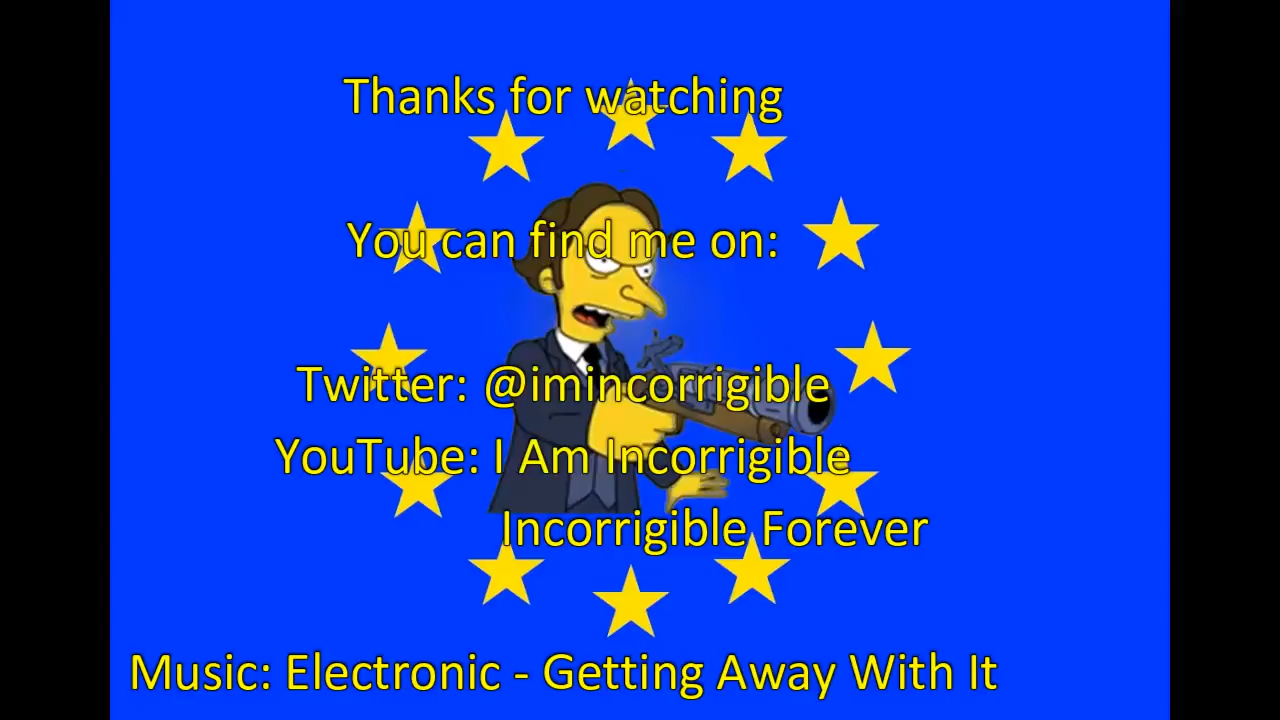 Thanks for watching
You can find me on:
Twitter: @imincorrigible
YouTube: I Am Incorrigible
Incorrigible Forever
Music: Electronic - Getting Away With It